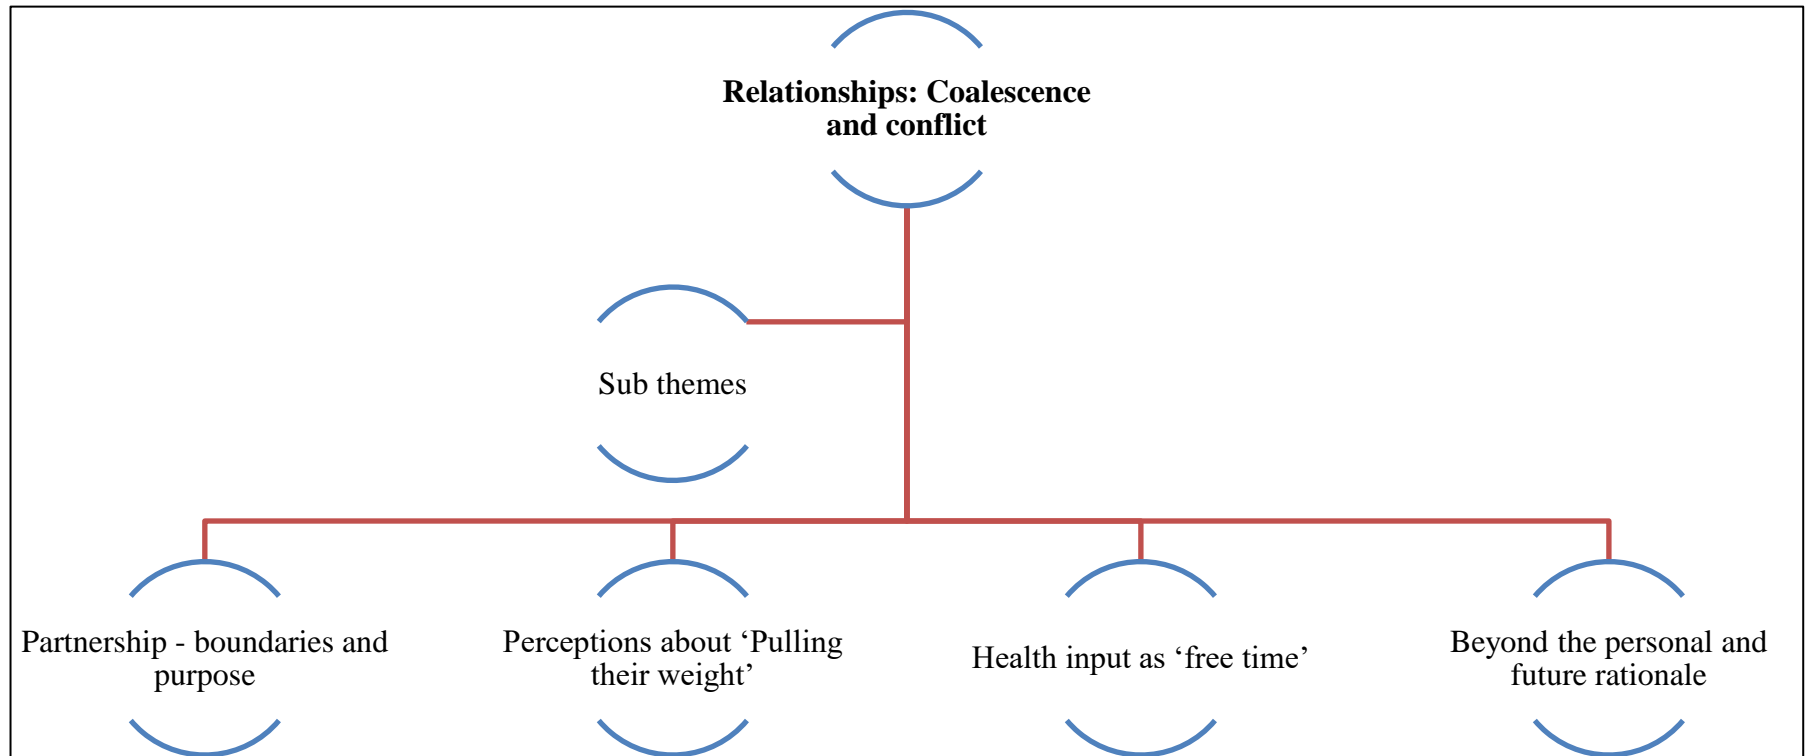 Relationships: Coalescence
and conflict
Sub themes
Partnership - boundaries and
purpose
Perceptions about ‘Pulling
their weight’
Health input as ‘free time’
Beyond the personal and
future rationale